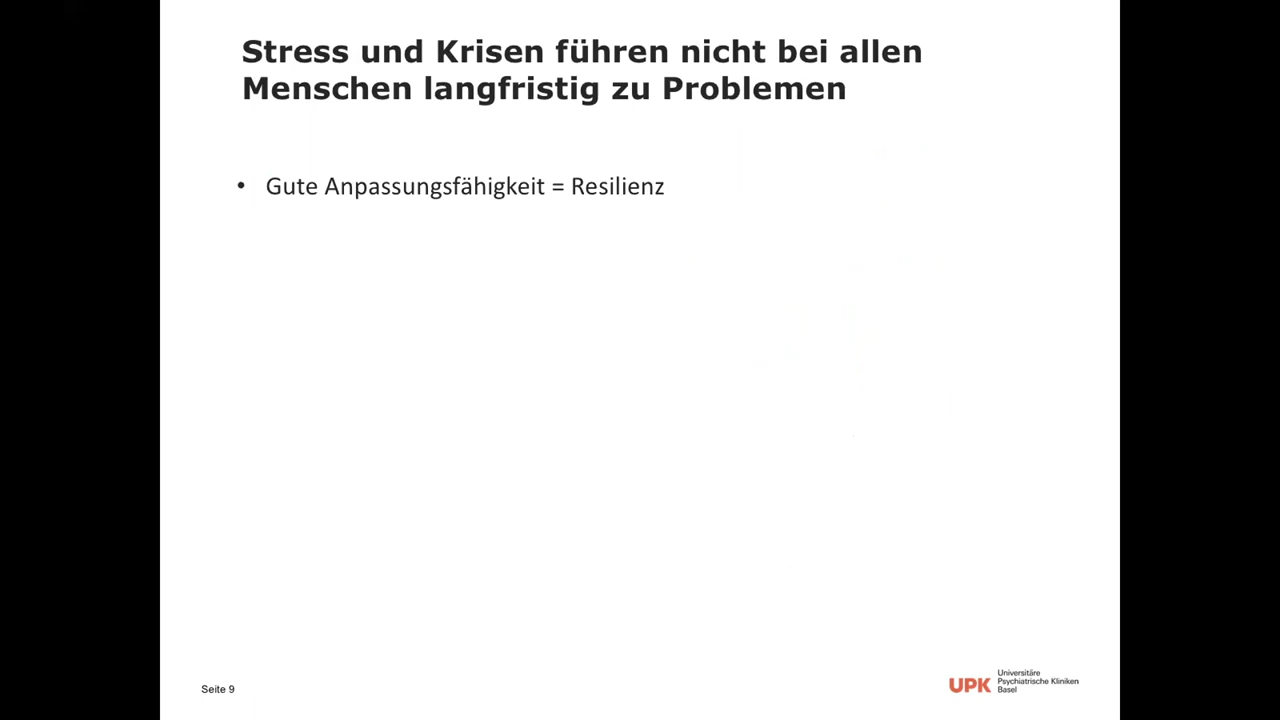 Stress und Krisen führen nicht bei allen
Menschen langfristig zu Problemen
• Gute Anpassungsfähigkeit = Resilienz
Seite 9
UPK
Universitäre
Psychiatrische Kliniken
Basel